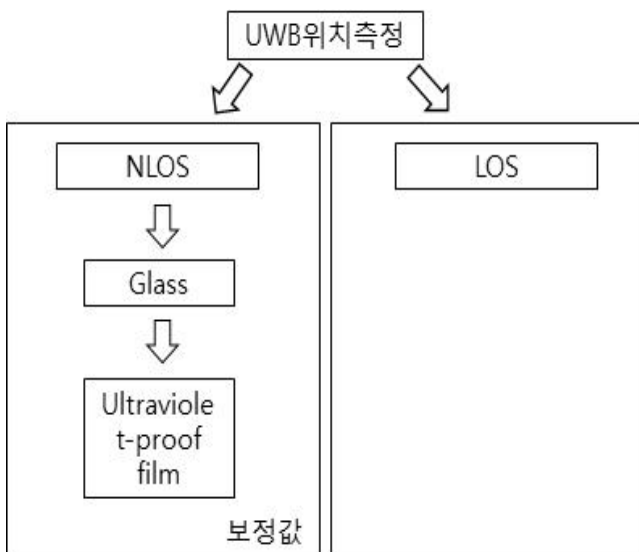 UWB위치측정
NLOS
LOS
Glass
Ultraviole
t-proof
film
보정값